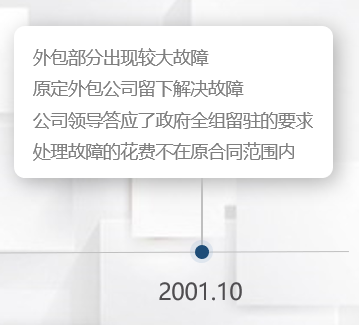 外包部分出现较大故障
原定外包公司留下解决故障
公司领导答应了政府全组留驻的要求
处理故障的花费不在原合同范围内
2001.10